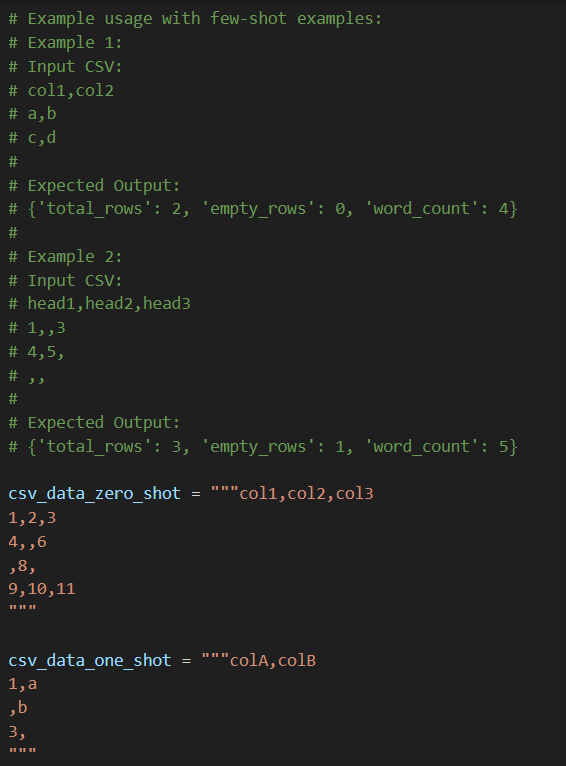 # Example usage with few-shot examples:
# Example 1:
# Input CSV:
# col1,col2
# a,b
# c,d
#
# Expected Output:
# {'total_rows': 2, 'empty_rows': 0, 'word_count': 4}
#
# Example 2:
# Input CSV:
# head1,head2,head3
# 1,,3
# 4,5,
# ,,
#
# Expected Output:
# {'total_rows': 3, 'empty_rows': 1, 'word_count': 5}

csv_data_zero_shot = """col1,col2,col3
1,2,3
4,,6
,8,
9,10,11
"""

csv_data_one_shot = """colA,colB
1,a
,b
3,
"""